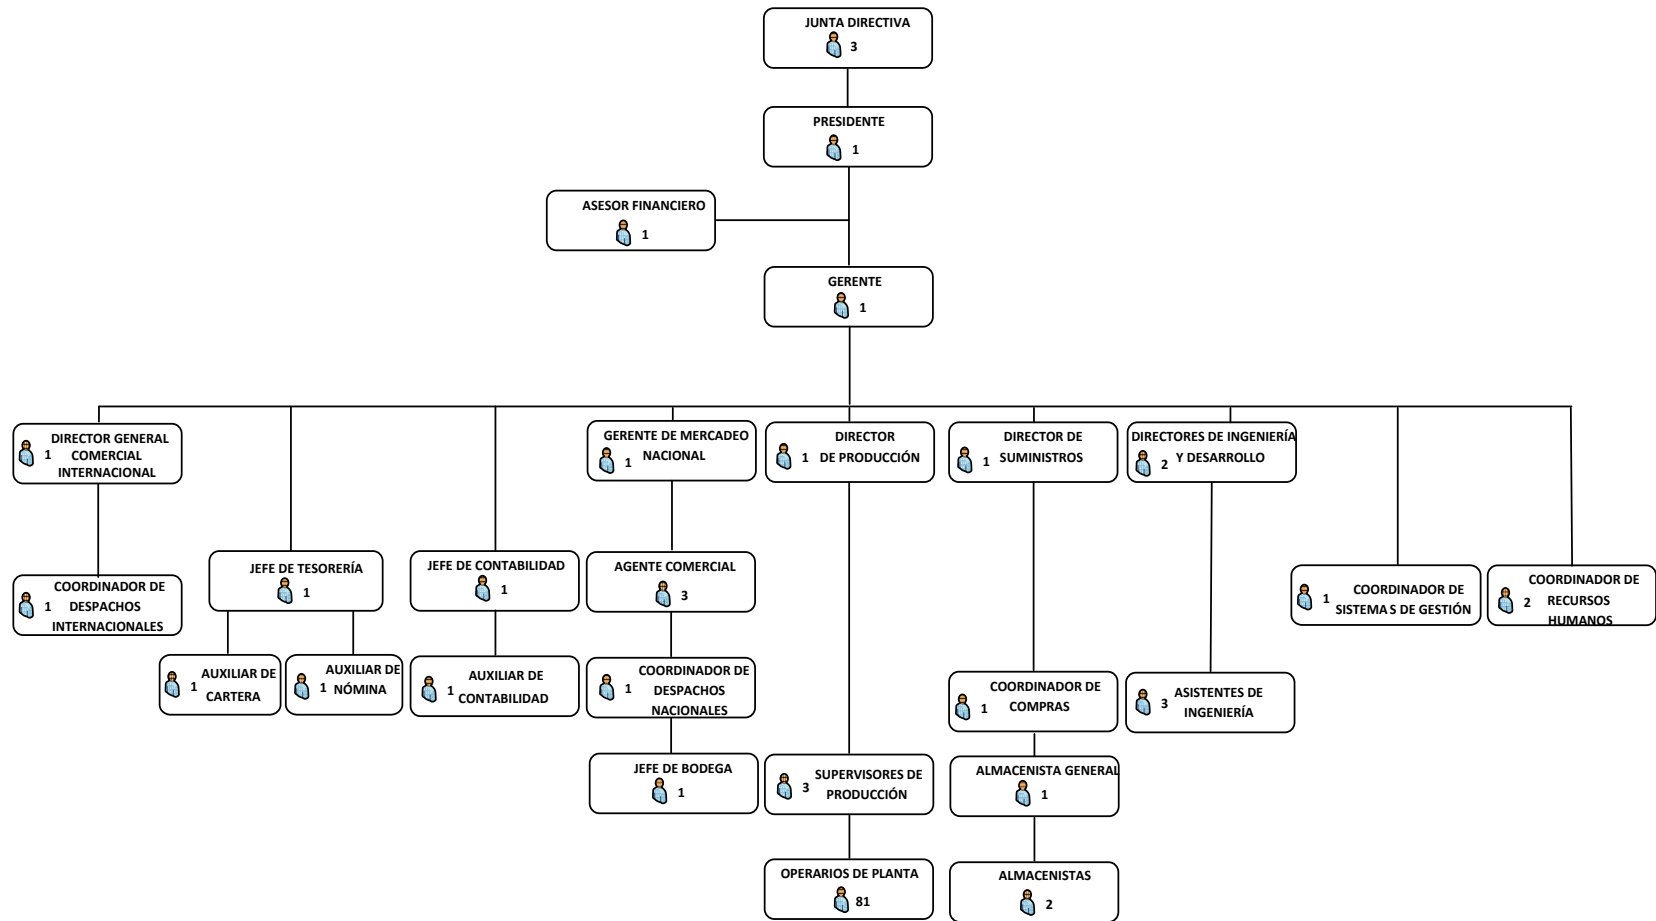 JUNTA DIRECTIVA
3
PRESIDENTE
1
ASESOR FINANCIERO
1
GERENTE
1
DIRECTOR GENERAL
1 COMERCIAL
INTERNACIONAL
GERENTE DE MERCADEO
1 NACIONAL
DIRECTOR
1 DE PRODUCCIÓN
DIRECTOR DE
1 SUMINISTROS
DIRECTORES DE INGENIERÍA
2 Y DESARROLLO
COORDINADOR DE
1 DESPACHOS
INTERNACIONALES
JEFE DE TESORERÍA
1
JEFE DE CONTABILIDAD
1
AGENTE COMERCIAL
3
COORDINADOR DE
1 SISTEMAS DE GESTIÓN
COORDINADOR DE
2 RECURSOS
HUMANOS
AUXILIAR DE
1 CARTERA
AUXILIAR DE
1 NÓMINA
AUXILIAR DE
1 CONTABILIDAD
COORDINADOR DE
1 DESPACHOS
NACIONALES
COORDINADOR DE
1 COMPRAS
ASISTENTES DE
3 INGENIERÍA
JEFE DE BODEGA
1
SUPERVISORES DE
3 PRODUCCIÓN
ALMACENISTA GENERAL
1
OPERARIOS DE PLANTA
81
ALMACENISTAS
2